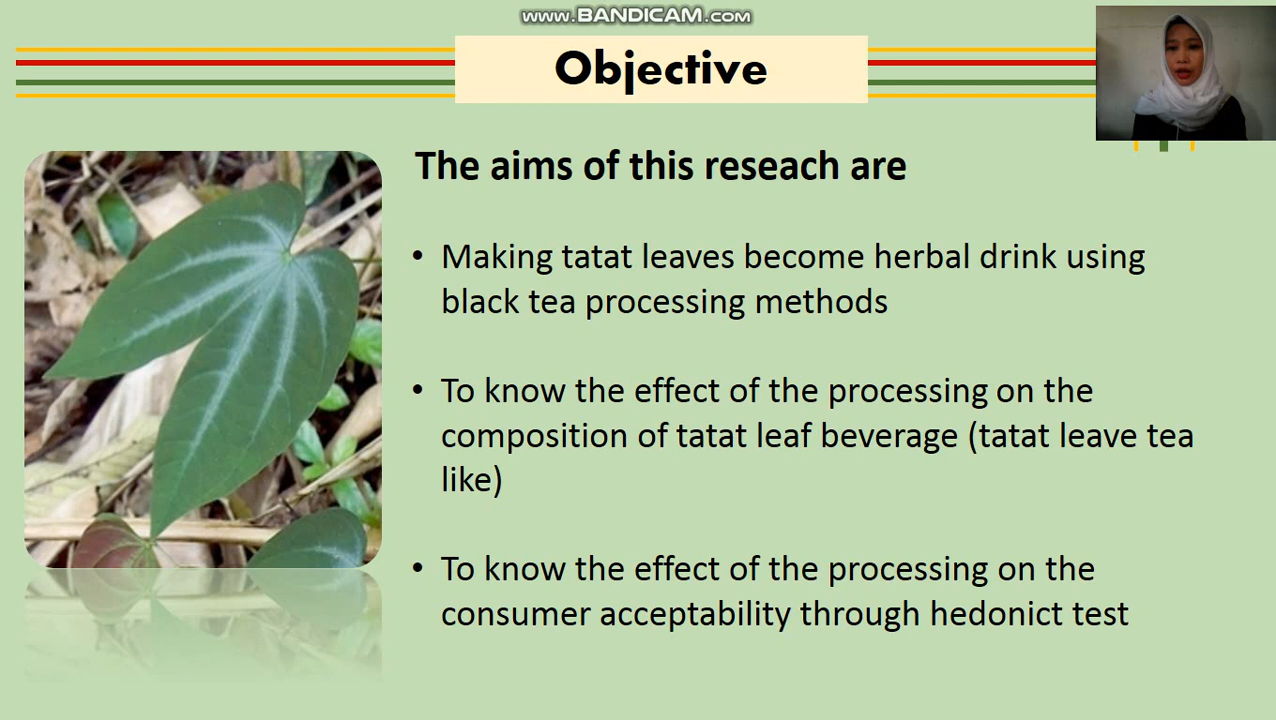 www.BANDICAM.com
Objective
The aims of this reseach are
• Making tatat leaves become herbal drink using
black tea processing methods
• To know the effect of the processing on the
composition of tatat leaf beverage (tatat leave tea
like)
• To know the effect of the processing on the
consumer acceptability through hedonict test